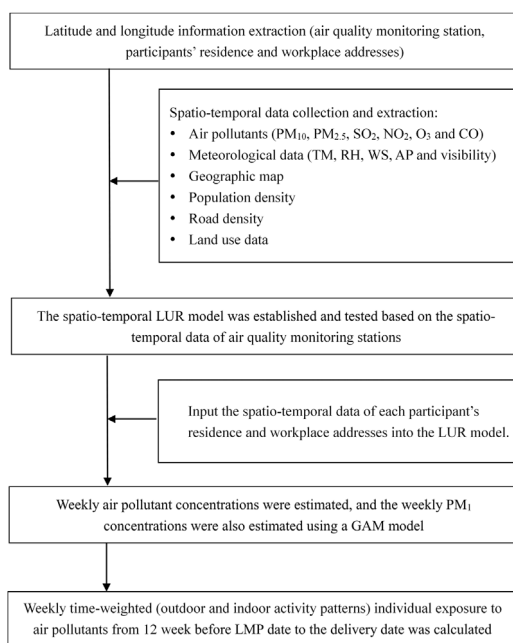 Latitude and longitude information extraction (air quality monitoring station,
participants' residence and workplace addresses)
Spatio-temporal data collection and extraction:
• Air pollutants (PM₁₀, PM₂.₅, SO₂, NO₂, O₃ and CO)
• Meteorological data (TM, RH, WS, AP and visibility)
• Geographic map
• Population density
• Road density
• Land use data
The spatio-temporal LUR model was established and tested based on the spatio-
temporal data of air quality monitoring stations
Input the spatio-temporal data of each participant's
residence and workplace addresses into the LUR model.
Weekly air pollutant concentrations were estimated, and the weekly PM₁
concentrations were also estimated using a GAM model
Weekly time-weighted (outdoor and indoor activity patterns) individual exposure to
air pollutants from 12 week before LMP date to the delivery date was calculated